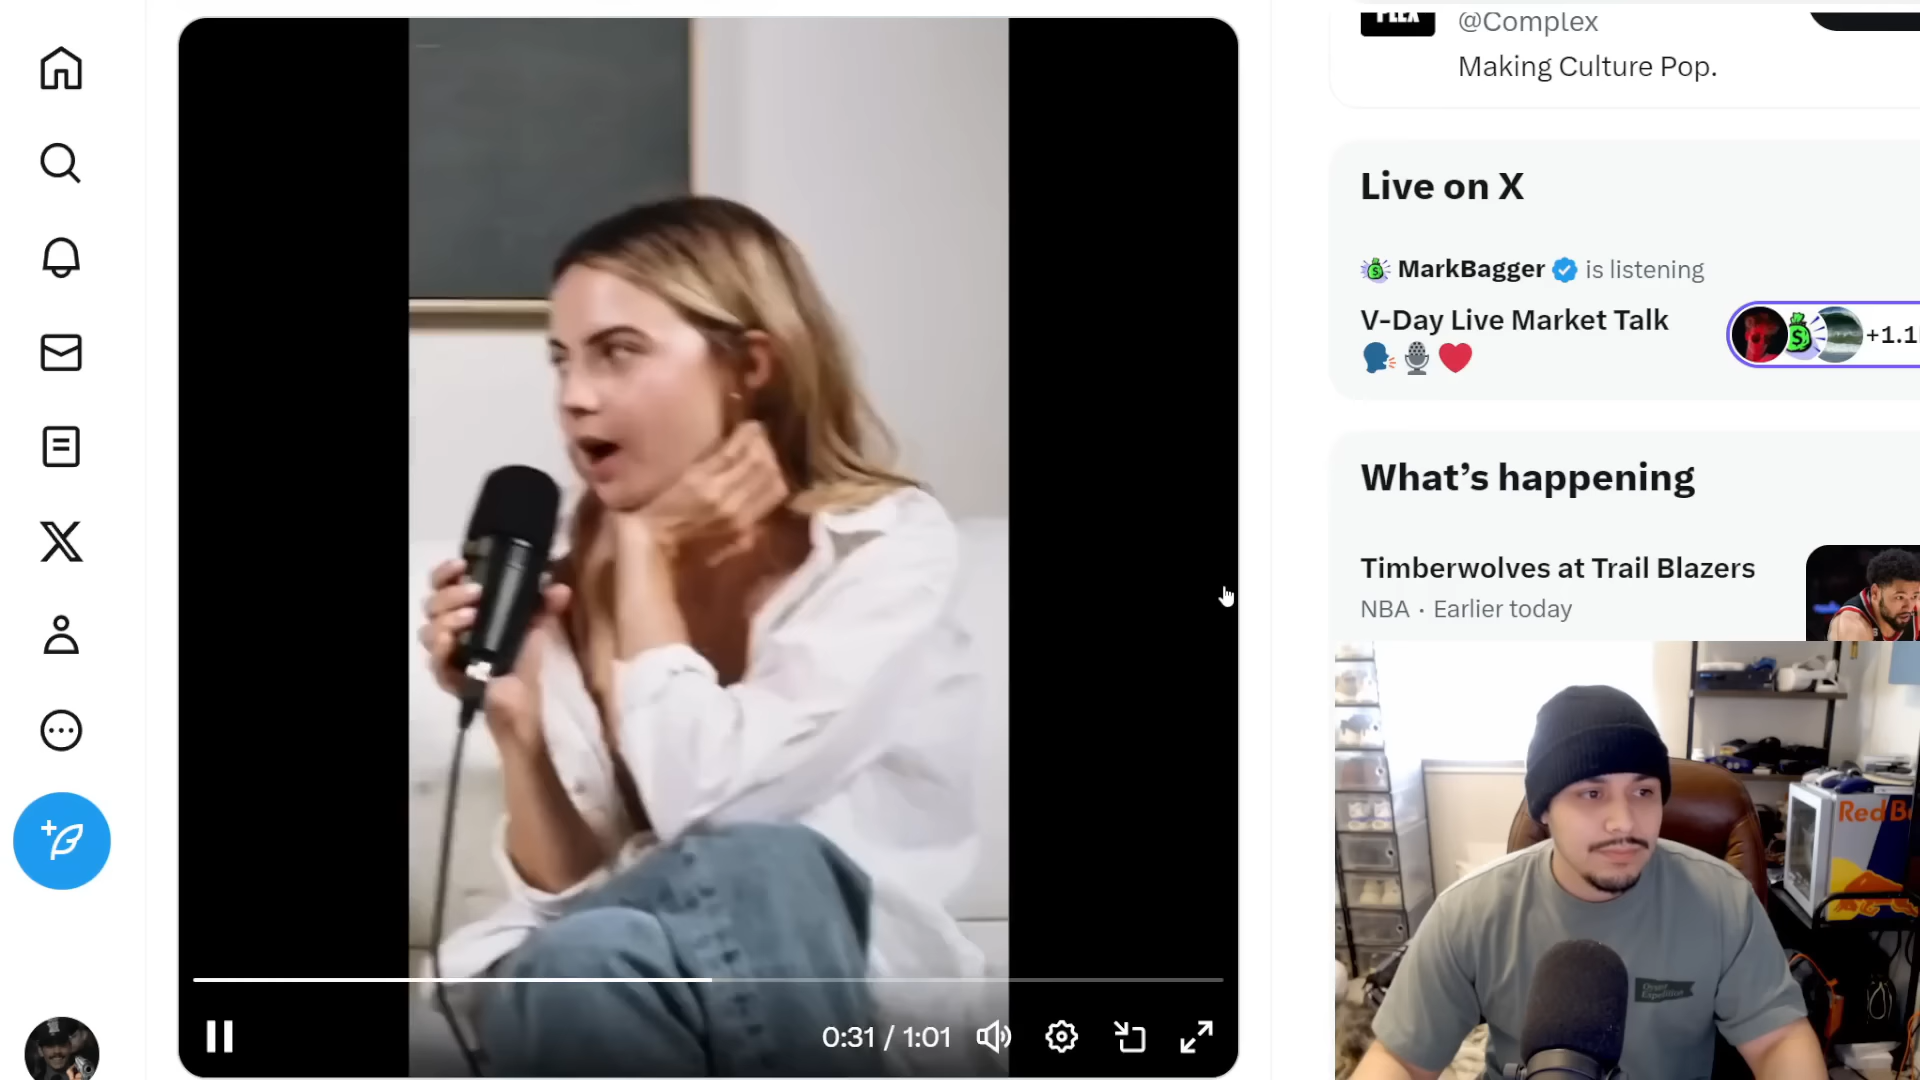 @Complex
Making Culture Pop.
Live on X
MarkBagger is listening
V-Day Live Market Talk
🗣️🎙️❤️
What’s happening
Timberwolves at Trail Blazers
NBA · Earlier today
0:31 / 1:01